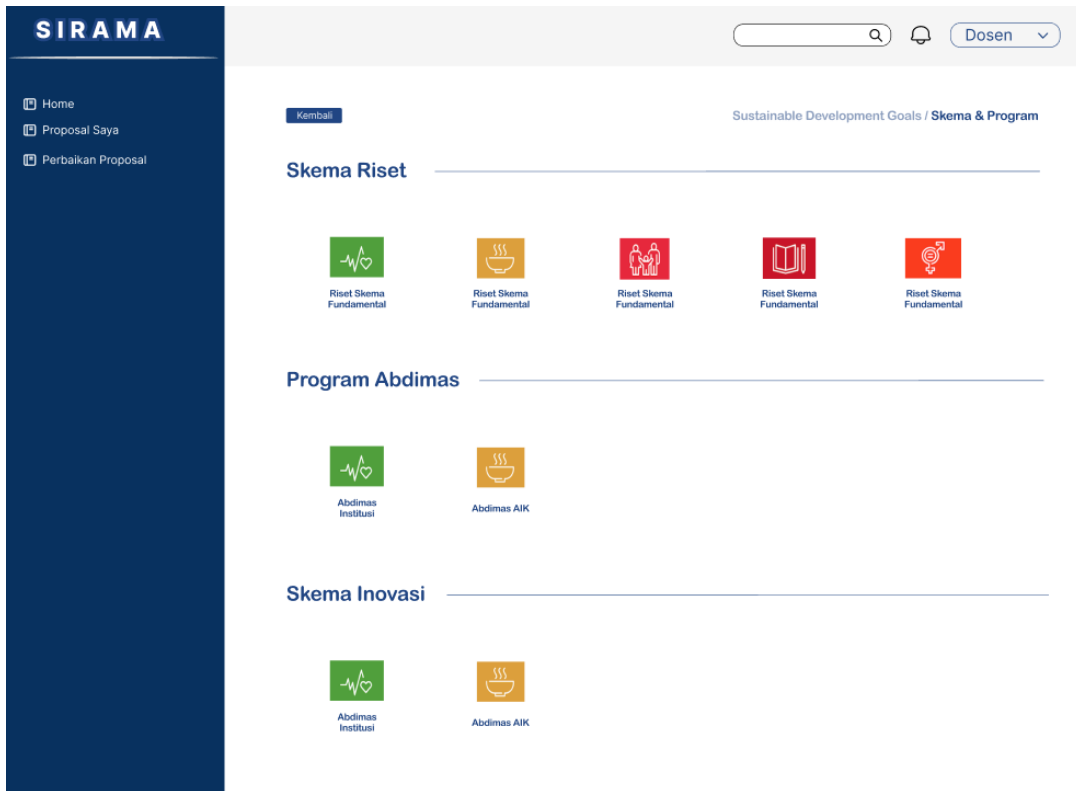 SIRAMA
Dosen
Home
Proposal Saya
Perbaikan Proposal
Kembali
Sustainable Development Goals / Skema & Program
Skema Riset
Riset Skema
Fundamental
Riset Skema
Fundamental
Riset Skema
Fundamental
Riset Skema
Fundamental
Riset Skema
Fundamental
Program Abdimas
Abdimas
Institusi
Abdimas AIK
Skema Inovasi
Abdimas
Institusi
Abdimas AIK